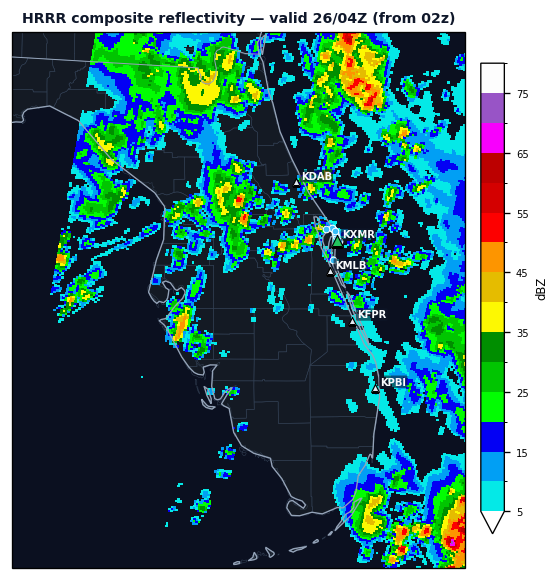 HRRR composite reflectivity — valid 26/04Z (from 02z)
KDAB
KXMR
KMLB
KFPR
KPBI
75
65
55
45
35
25
15
5
dBZ